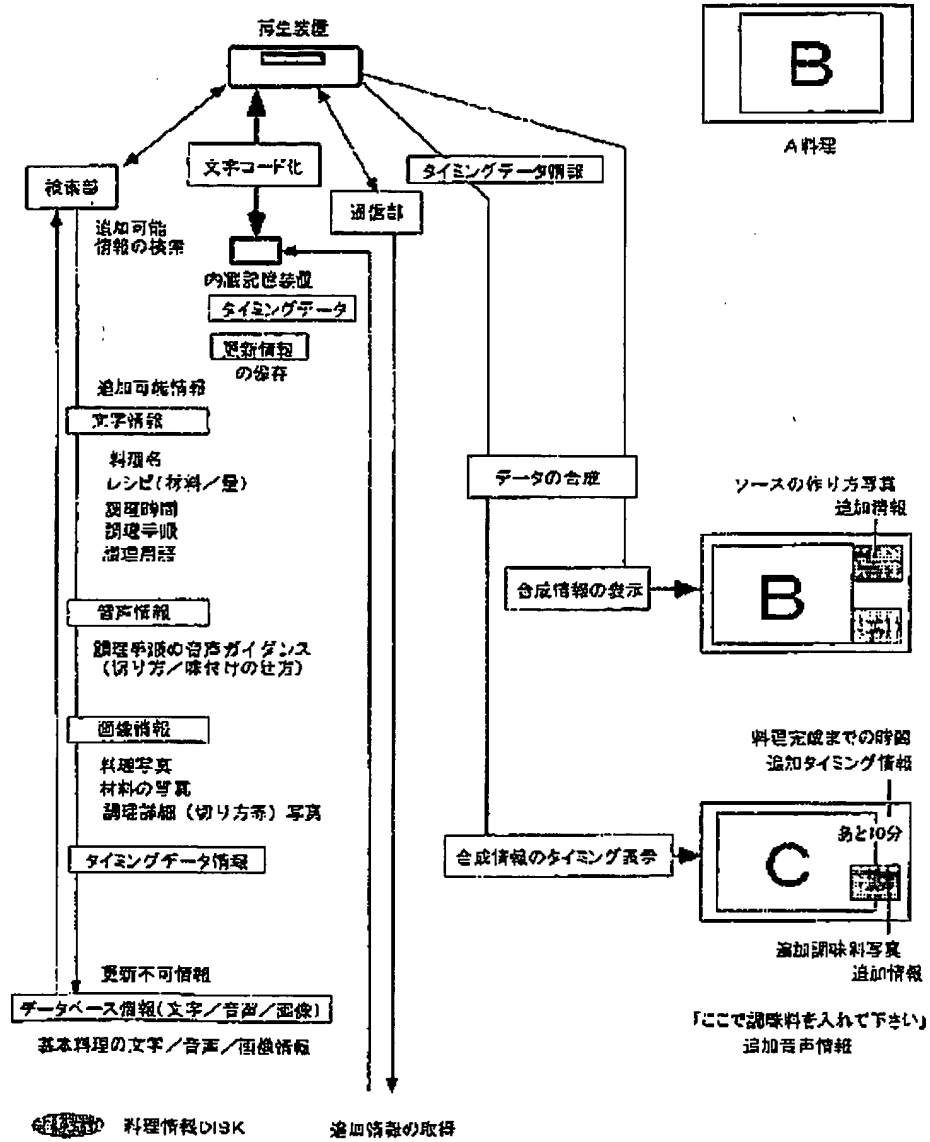 再生装置
B
A料理
文字コード化
タイミングデータ情報
検索部
通信部
追加可能
情報の検索
内蔵記憶装置
タイミングデータ
更新情報
の保存
追加可能情報
文字情報
料理名
レシピ(材料/量)
調理時間
調理手順
調理用語
データの合成
ソースの作り方写真
追加情報
合成情報の表示
B
音声情報
調理手順の音声ガイダンス
(切り方/味付けの仕方)
画像情報
料理写真
材料の写真
調理詳細(切り方等)写真
料理完成までの時間
追加タイミング情報
あと10分
C
タイミングデータ情報
合成情報のタイミング表示
追加調味料写真
追加情報
更新不可情報
データベース情報(文字/音声/画像)
基本料理の文字/音声/画像情報
「ここで調味料を入れて下さい」
追加音声情報
料理情報DISK
追加情報の取得